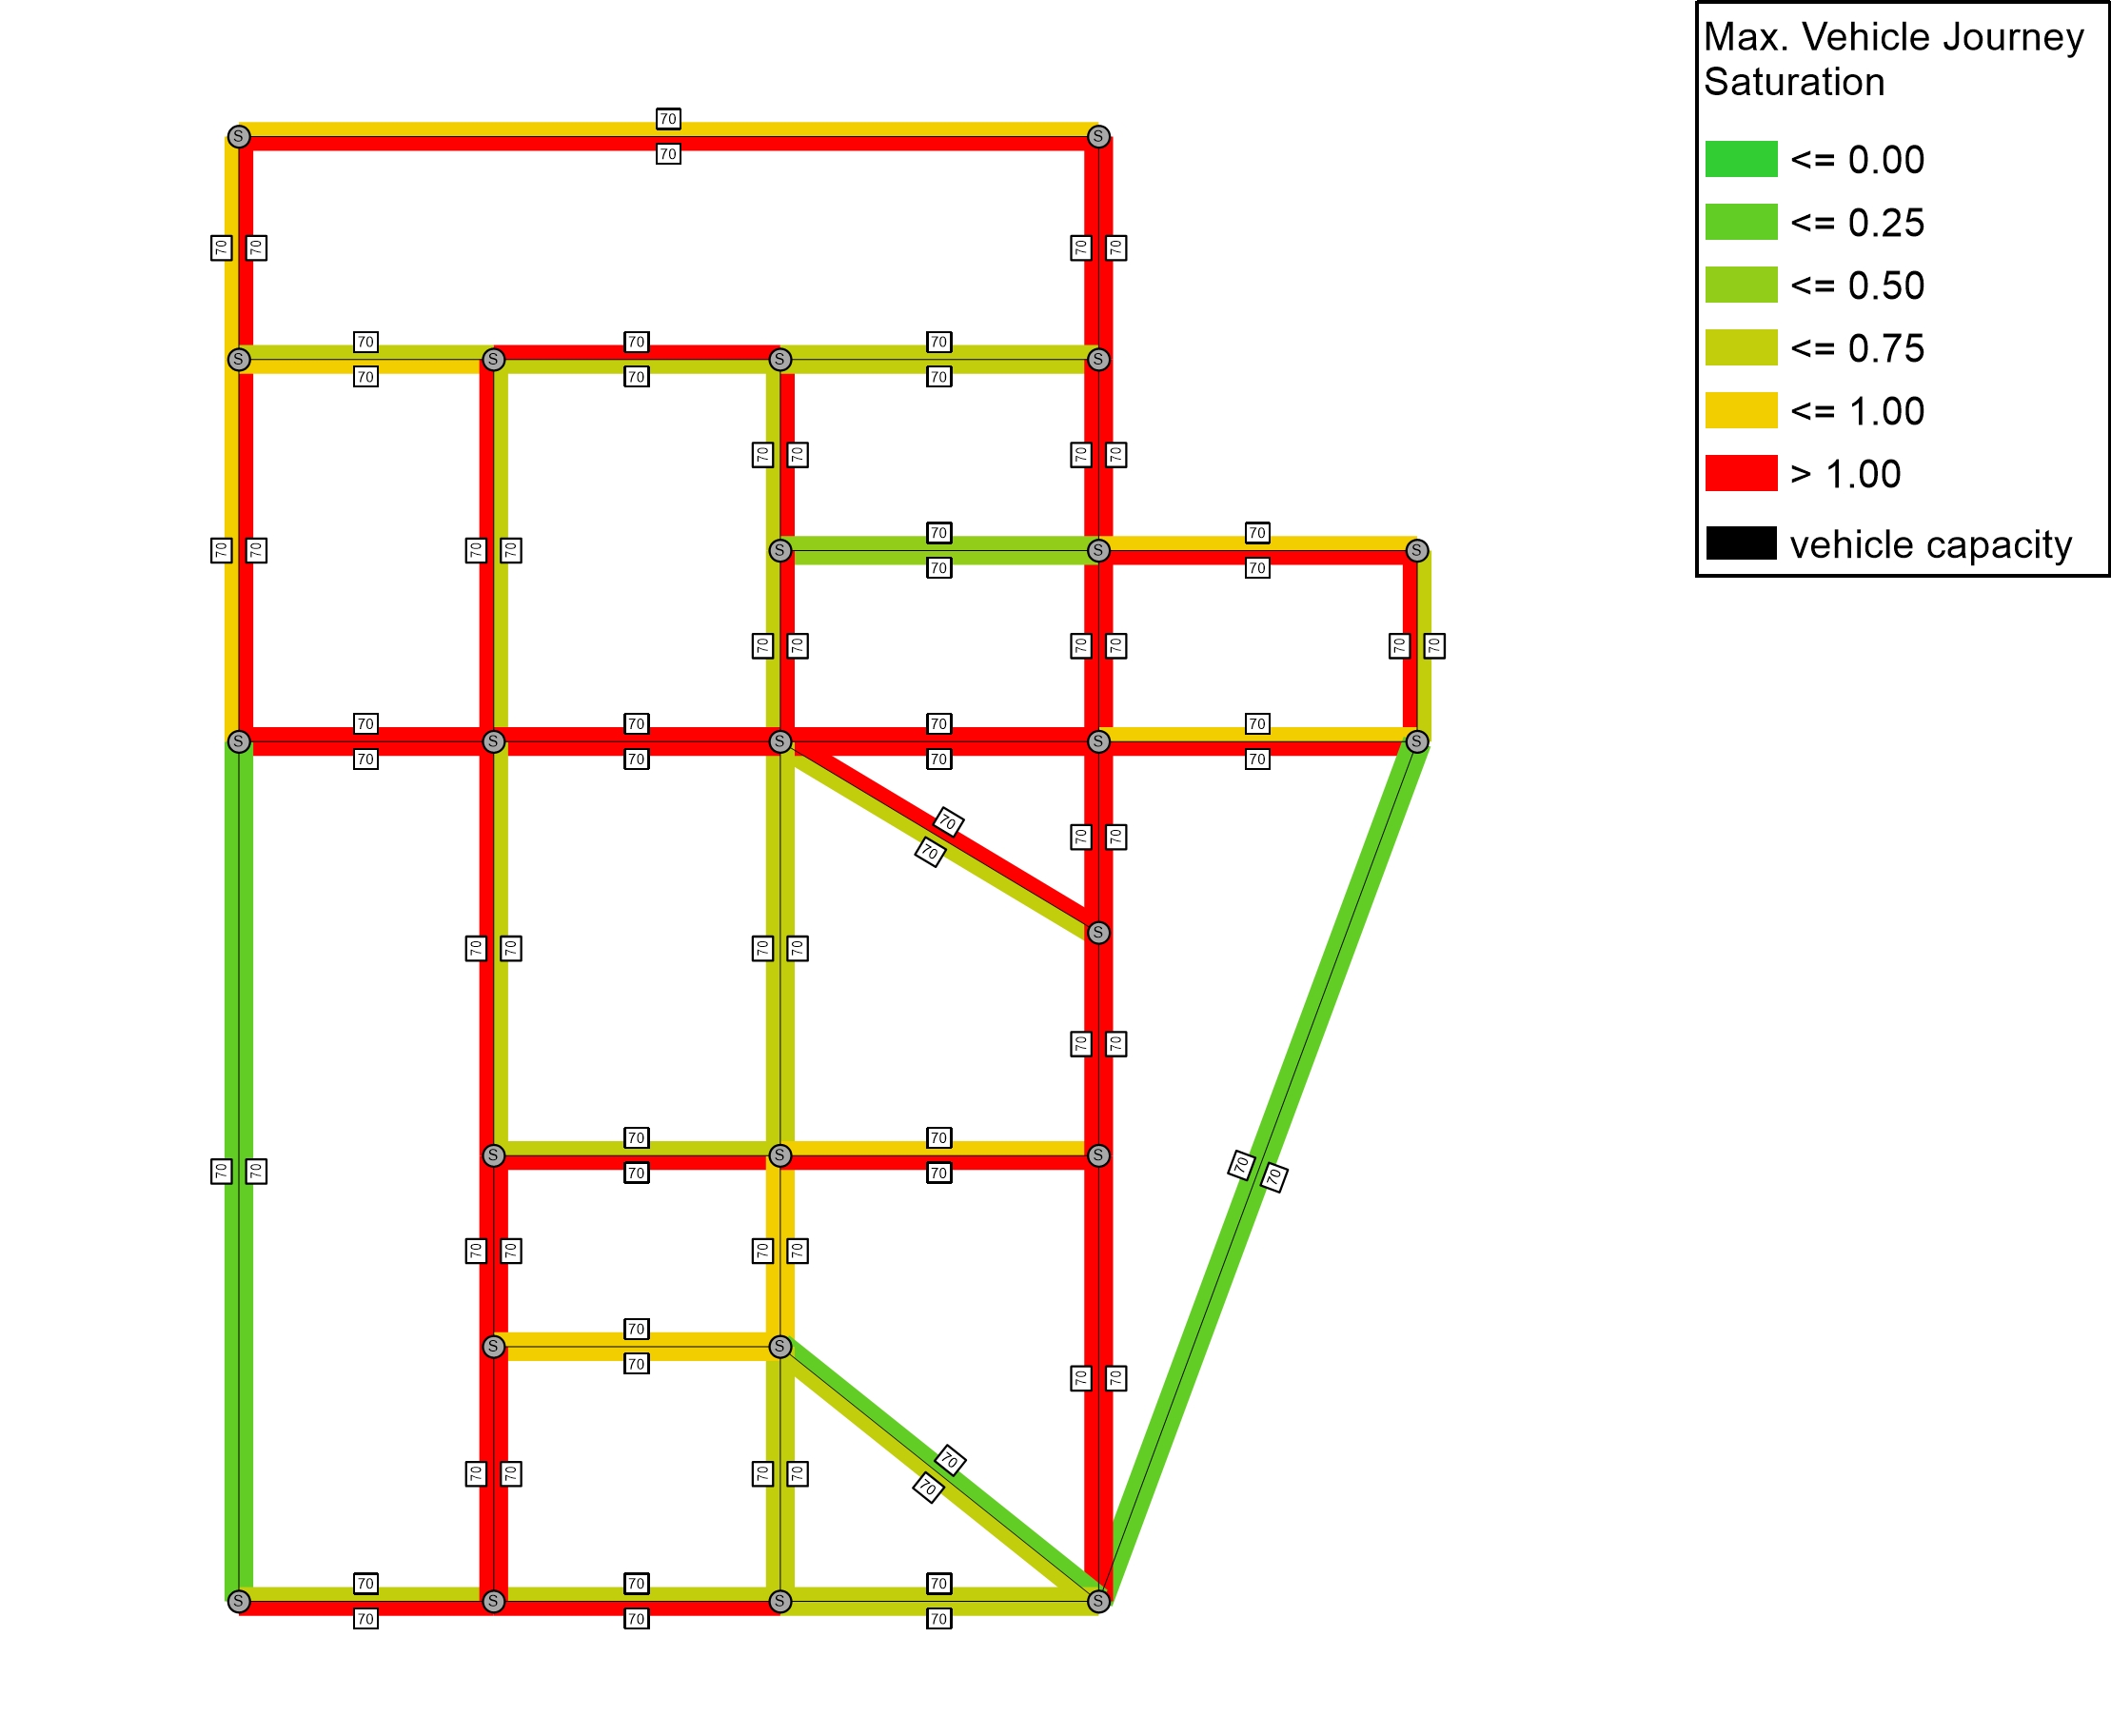 Max. Vehicle Journey
Saturation
<= 0.00
<= 0.25
<= 0.50
<= 0.75
<= 1.00
> 1.00
vehicle capacity
70
S S
70
70 70 70 70
70 70 70
S S S S
70 70 70
70 70 70 70
70 70
70 70 70 70 S S S
70 70
70 70 70 70 70 70
70 70 70 70
S S S S S
70 70 70 70
70
70 70
70
S
70 70 70 70
70 70
70 70
S S S
70 70 70 70 70 70
70 70 70 70
70
S S
70
70 70
70
70 70 70 70
70
70 70 70
S S S S
70 70 70